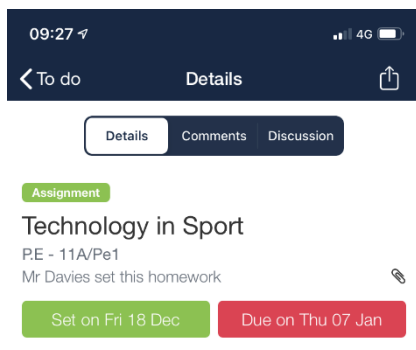 09:27 4G
To do Details
Details Comments Discussion
Assignment
Technology in Sport
P.E - 11A/Pe1
Mr Davies set this homework
Set on Fri 18 Dec Due on Thu 07 Jan